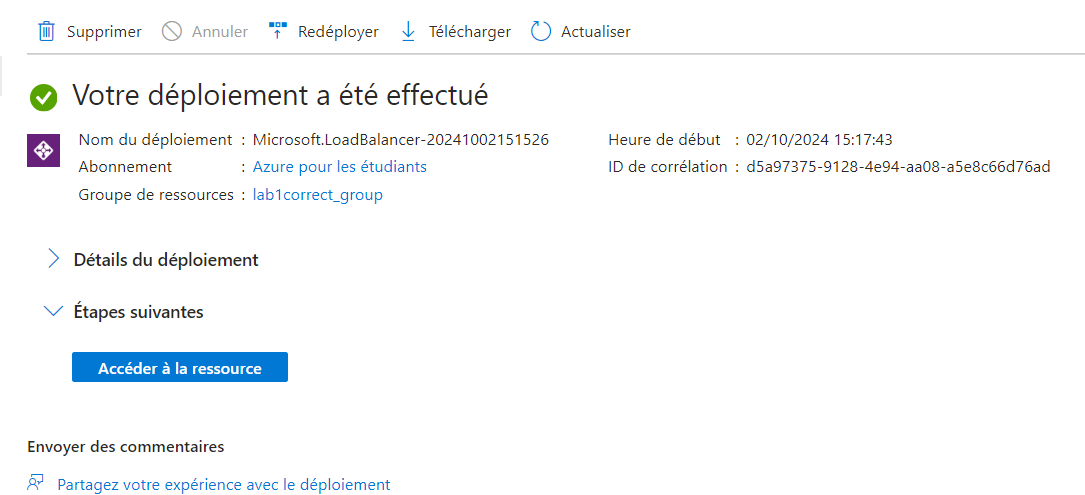 Supprimer Annuler Redéployer Télécharger Actualiser
Votre déploiement a été effectué
Nom du déploiement : Microsoft.LoadBalancer-20241002151526 Heure de début : 02/10/2024 15:17:43
Abonnement : Azure pour les étudiants ID de corrélation : d5a97375-9128-4e94-aa08-a5e8c66d76ad
Groupe de ressources : lab1correct_group
Détails du déploiement
Étapes suivantes
Accéder à la ressource
Envoyer des commentaires
Partagez votre expérience avec le déploiement